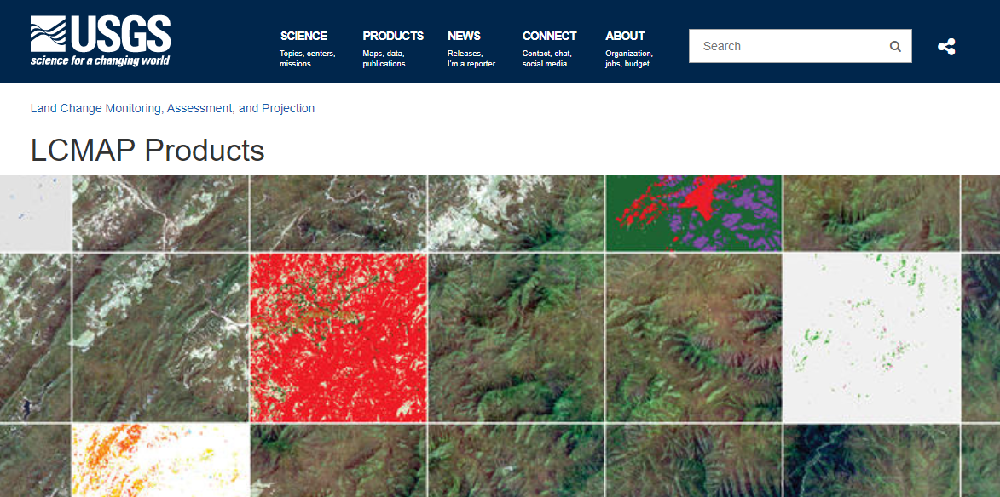 USGS
science for a changing world
SCIENCE
Topics, centers,
missions
PRODUCTS
Maps, data,
publications
NEWS
Releases,
I'm a reporter
CONNECT
Contact, chat,
social media
ABOUT
Organization,
jobs, budget
Search
Land Change Monitoring, Assessment, and Projection
LCMAP Products